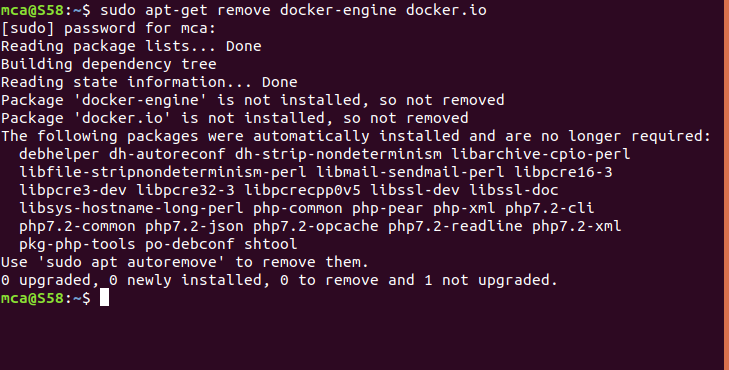 mca@S58:~$ sudo apt-get remove docker-engine docker.io
[sudo] password for mca:
Reading package lists... Done
Building dependency tree
Reading state information... Done
Package 'docker-engine' is not installed, so not removed
Package 'docker.io' is not installed, so not removed
The following packages were automatically installed and are no longer required:
  debhelper dh-autoreconf dh-strip-nondeterminism libarchive-cpio-perl
  libfile-stripnondeterminism-perl libmail-sendmail-perl libpcre16-3
  libpcre3-dev libpcre32-3 libpcrecpp0v5 libssl-dev libssl-doc
  libsys-hostname-long-perl php-common php-pear php-xml php7.2-cli
  php7.2-common php7.2-json php7.2-opcache php7.2-readline php7.2-xml
  pkg-php-tools po-debconf shtool
Use 'sudo apt autoremove' to remove them.
0 upgraded, 0 newly installed, 0 to remove and 1 not upgraded.
mca@S58:~$